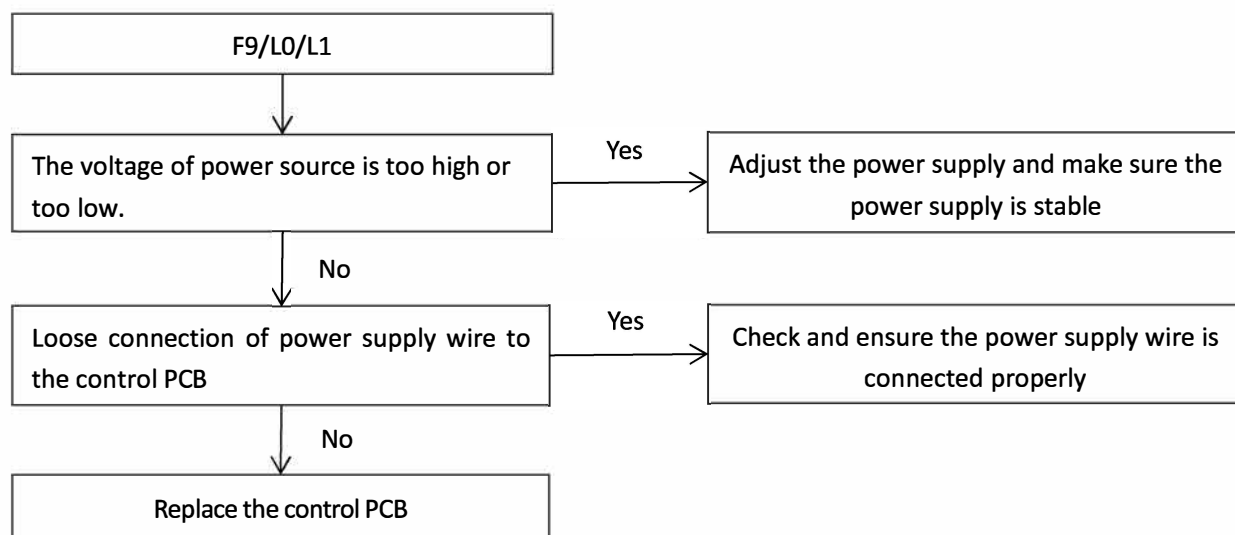 F9/L0/L1
The voltage of power source is too high or
too low.
Yes
Adjust the power supply and make sure the
power supply is stable
No
Loose connection of power supply wire to
the control PCB
Yes
Check and ensure the power supply wire is
connected properly
No
Replace the control PCB